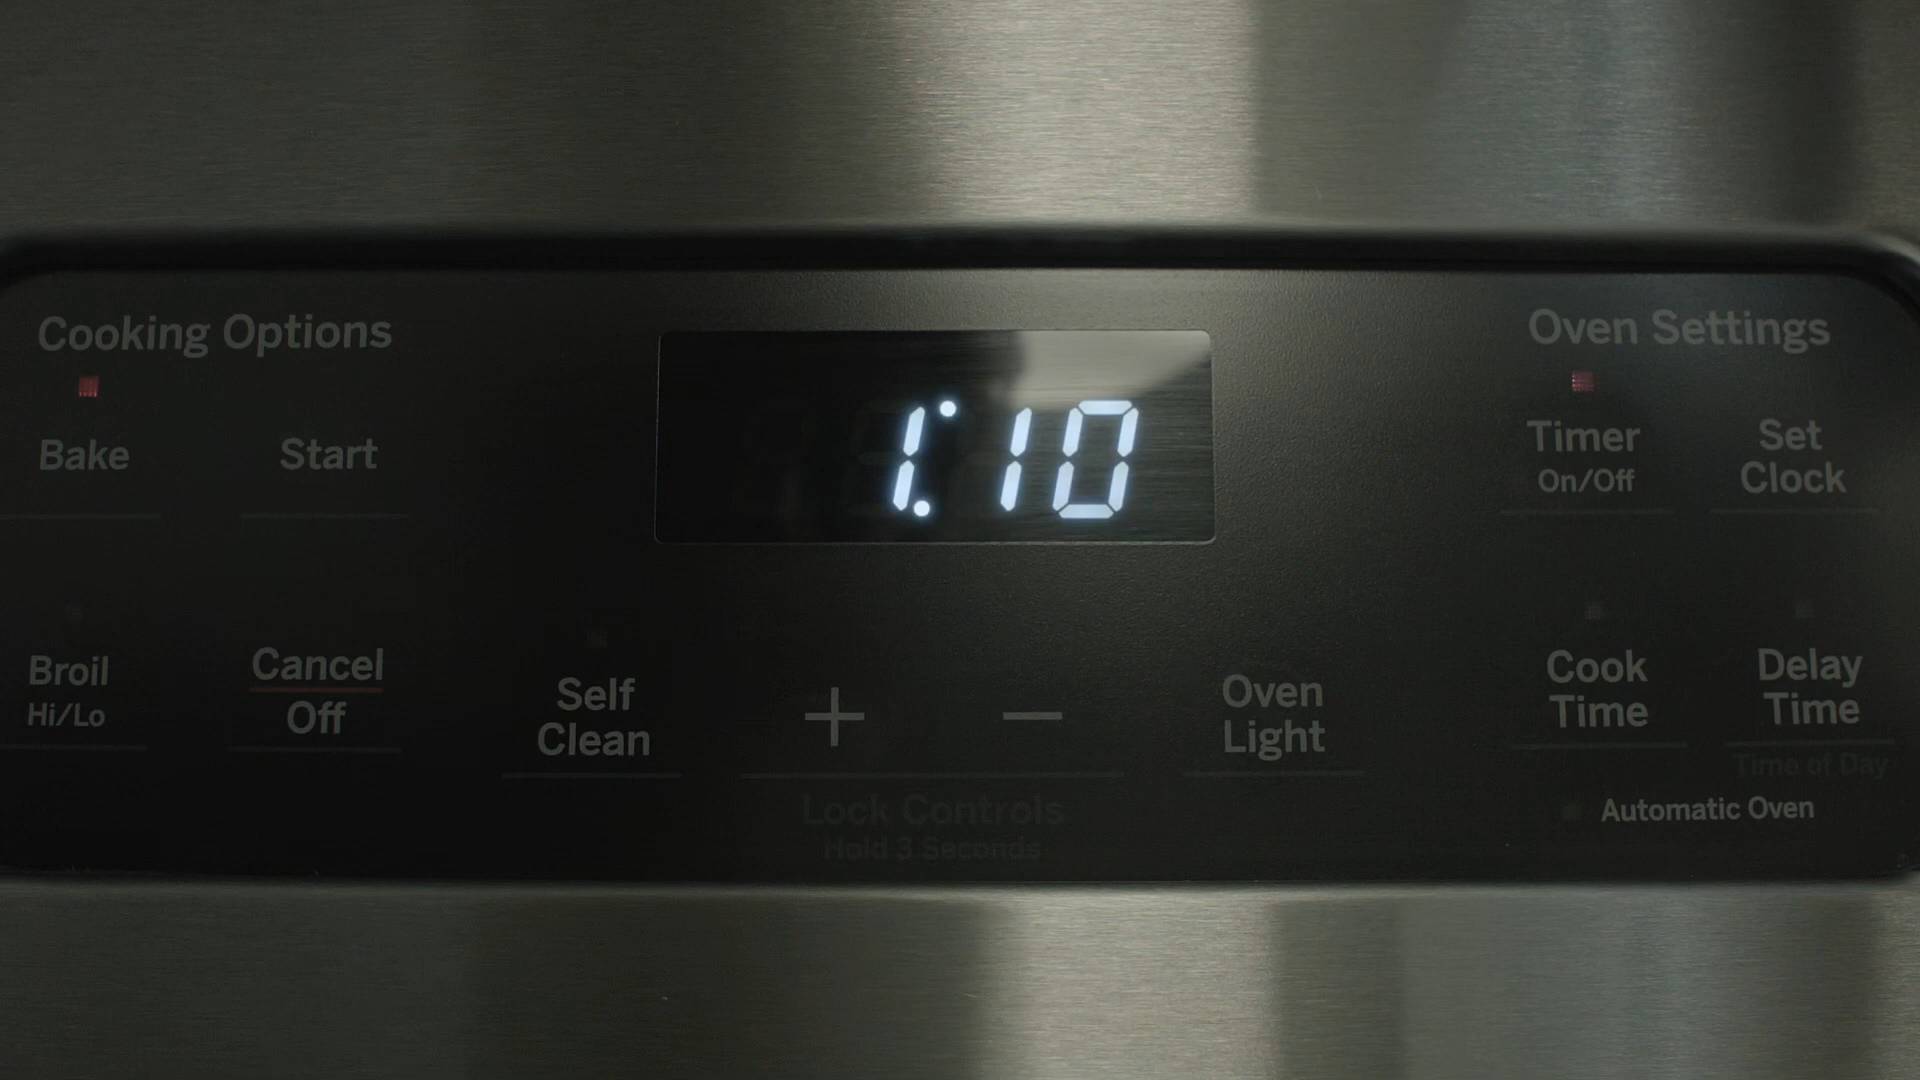 Cooking Options
Oven Settings
1:10
Bake
Start
Timer
On/Off
Set
Clock
Broil
Hi/Lo
Cancel
Off
Self
Clean
+
−
Oven
Light
Cook
Time
Delay
Time
Time of Day
Lock Controls
Hold 3 Seconds
Automatic Oven